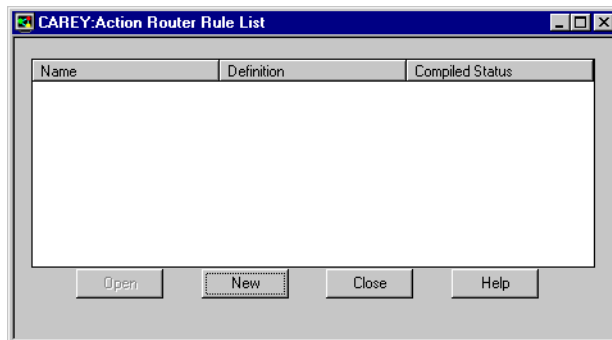 CAREY:Action Router Rule List
Name Definition Compiled Status
Open New Close Help